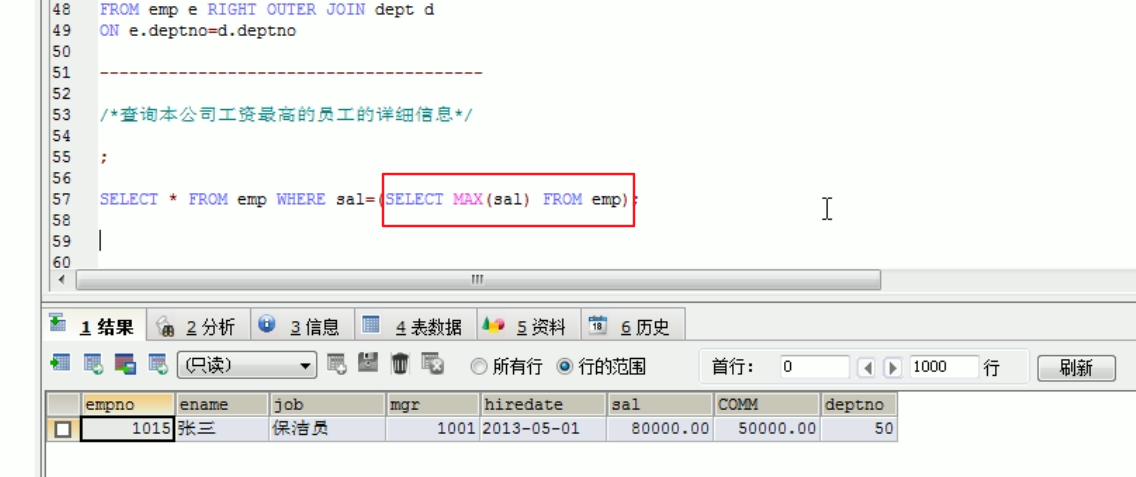 48 FROM emp e RIGHT OUTER JOIN dept d
49 ON e.deptno=d.deptno
50
51 ---------------------------------------
52
53 /*查询本公司工资最高的员工的详细信息*/
54
55 ;
56
57 SELECT * FROM emp WHERE sal=(SELECT MAX(sal) FROM emp);
58
59
60
1 结果 2 分析 3 信息 4 表数据 5 资料 18 6 历史
(只读) 所有行 行的范围 首行: 0 1000 行 刷新
empno ename job mgr hiredate sal COMM deptno
1015 张三 保洁员 1001 2013-05-01 80000.00 50000.00 50